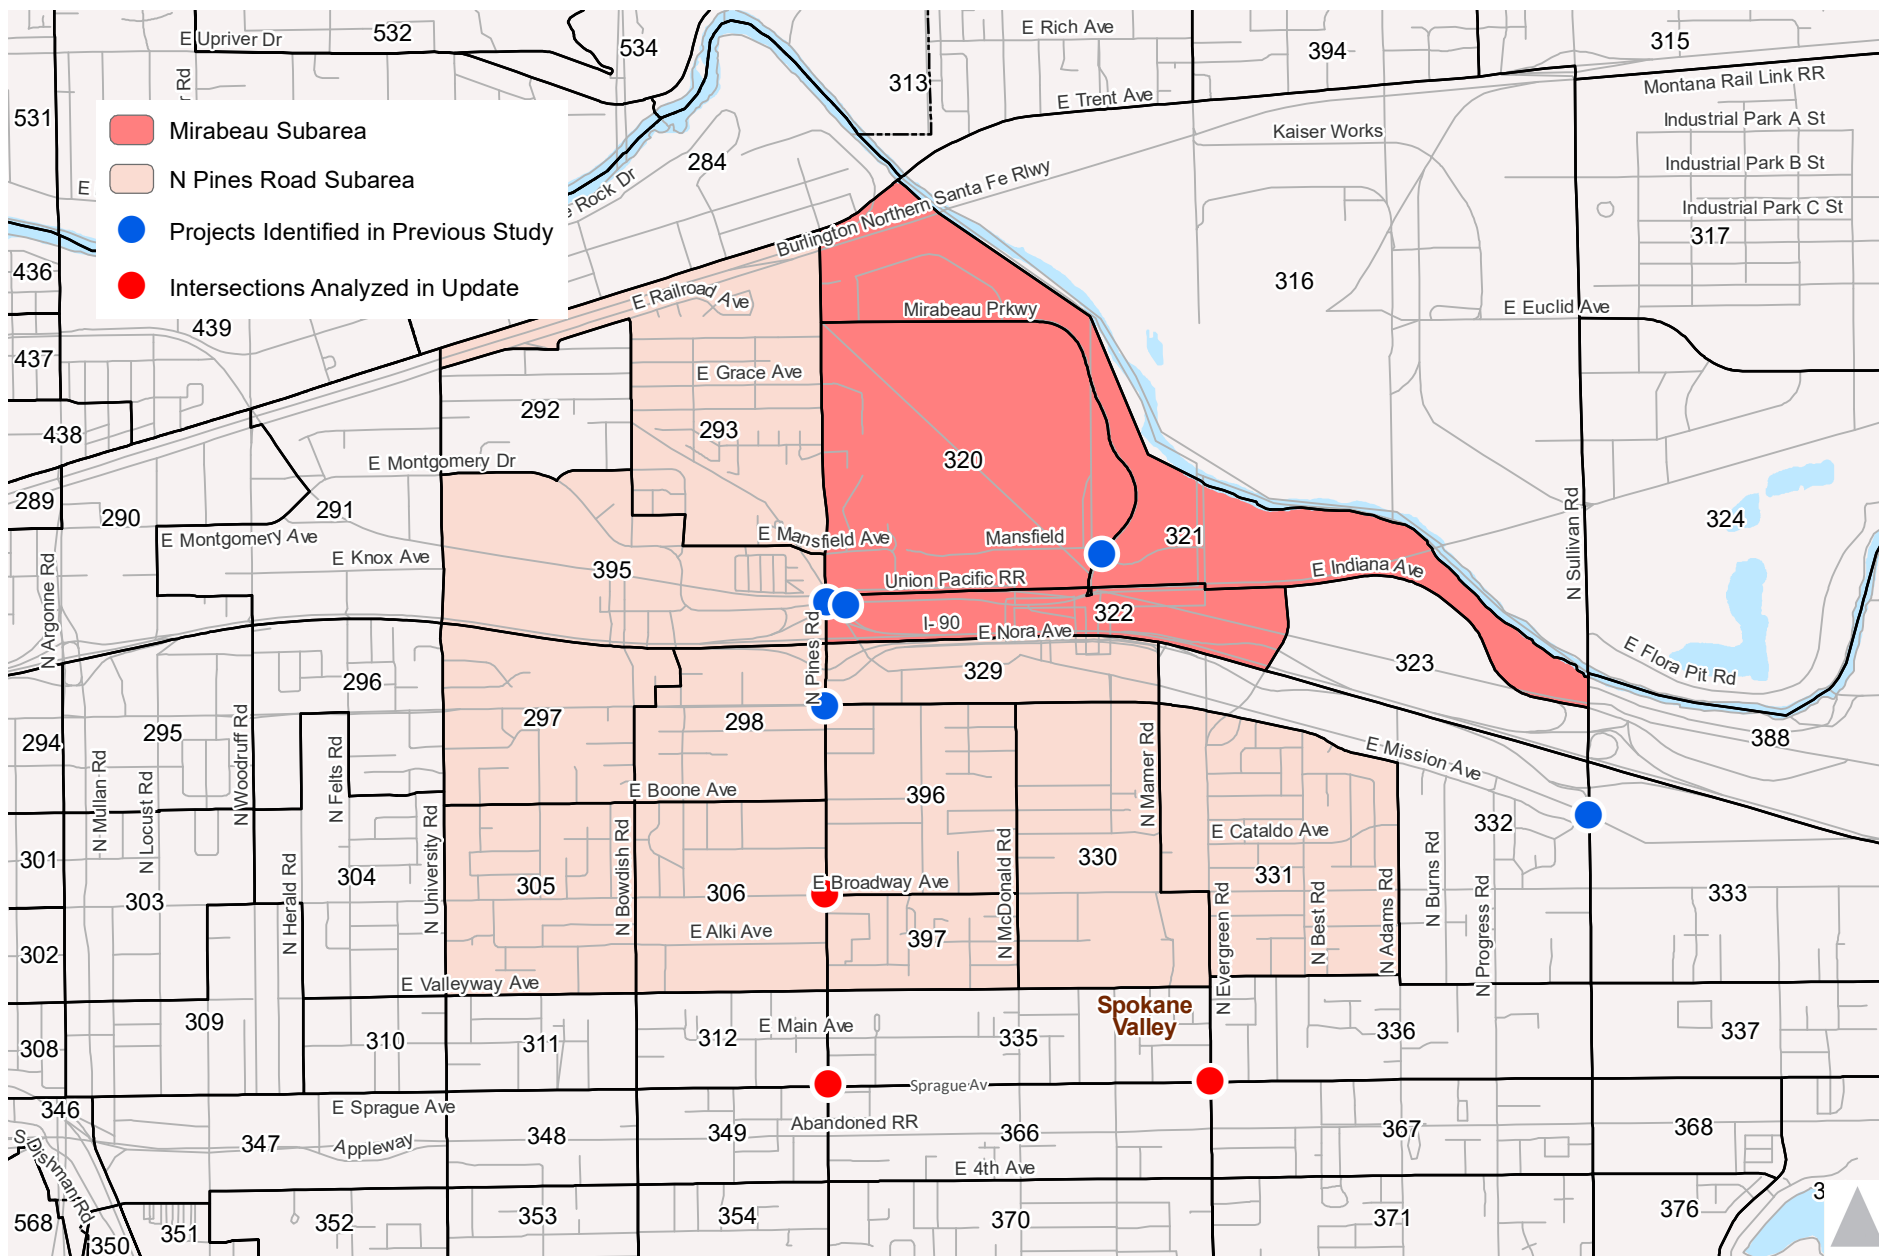 E Upriver Dr
532
534
313
E Rich Ave
394
315
Montana Rail Link RR
E Trent Ave
Industrial Park A St
Kaiser Works
531
r Rd
Mirabeau Subarea
N Pines Road Subarea
Projects Identified in Previous Study
Intersections Analyzed in Update
E
284
e Rock Dr
Burlington Northern Santa Fe Rlwy
Industrial Park B St
Industrial Park C St
317
316
436
E Railroad Ave
Mirabeau Prkwy
E Euclid Ave
439
437
E Grace Ave
292
293
438
320
E Montgomery Dr
289
290
291
E Montgomery Ave
E Knox Ave
E Mansfield Ave
Mansfield
321
N Sullivan Rd
324
395
Union Pacific RR
E Indiana Ave
N Argonne Rd
I- 90
322
E Nora Ave
N Pines Rd
329
323
E Flora Pit Rd
296
297
298
294
295
N Woodruff Rd
N Felts Rd
N Mullan Rd
N Locust Rd
388
E Mission Ave
N Mamer Rd
E Boone Ave
396
332
E Cataldo Ave
N University Rd
N Bowdish Rd
N McDonald Rd
N Burns Rd
301
304
305
306
E Broadway Ave
330
331
303
333
N Herald Rd
N Evergreen Rd
N Best Rd
N Adams Rd
N Progress Rd
E Alki Ave
397
302
E Valleyway Ave
Spokane
Valley
309
310
311
312
E Main Ave
335
336
337
308
Sprague Av
346
E Sprague Ave
347
Appleway
348
349
Abandoned RR
366
367
368
E 4th Ave
Dishman Rd
568
350
351
352
353
354
370
371
376
3